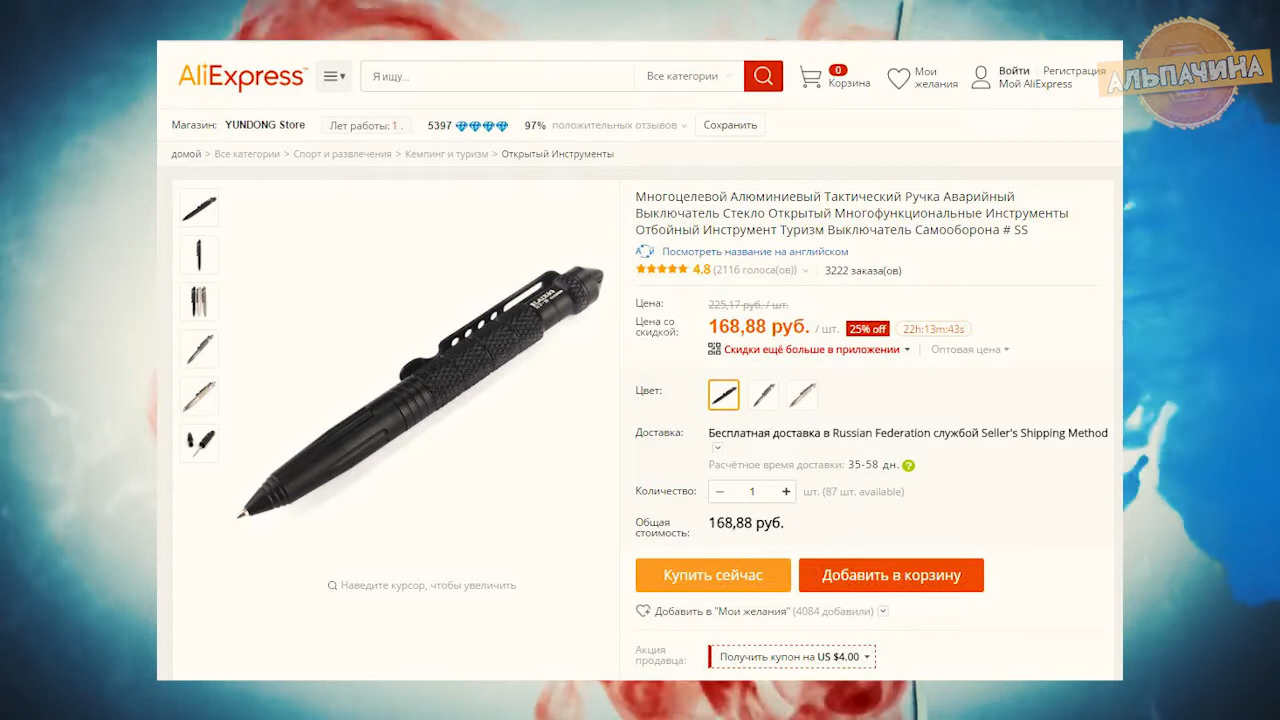 AliExpress™
Я ищу...
Все категории
0
Корзина
Мои желания
Войти
Регистрация
Мой AliExpress
АЛЬПАЧИНА
Магазин: YUNDONG Store
Лет работы: 1 .
5397
97% положительных отзывов
Сохранить
домой > Все категории > Спорт и развлечения > Кемпинг и туризм > Открытый Инструменты
Многоцелевой Алюминиевый Тактический Ручка Аварийный
Выключатель Стекло Открытый Многофункциональные Инструменты
Отбойный Инструмент Туризм Выключатель Самооборона # SS
Посмотреть название на английском
4.8 (2116 голоса(ов)) 3222 заказа(ов)
Цена: 225,17 руб. / шт.
Цена со скидкой: 168,88 руб. / шт. 25% off 22h:13m:43s
Скидки ещё больше в приложении | Оптовая цена
Цвет:
Доставка: Бесплатная доставка в Russian Federation службой Seller's Shipping Method
Расчётное время доставки: 35-58 дн. ?
Количество: − 1 + шт. (87 шт. available)
Общая стоимость: 168,88 руб.
Купить сейчас
Добавить в корзину
Наведите курсор, чтобы увеличить
Добавить в "Мои желания" (4084 добавили)
Акция продавца: Получить купон на US $4.00